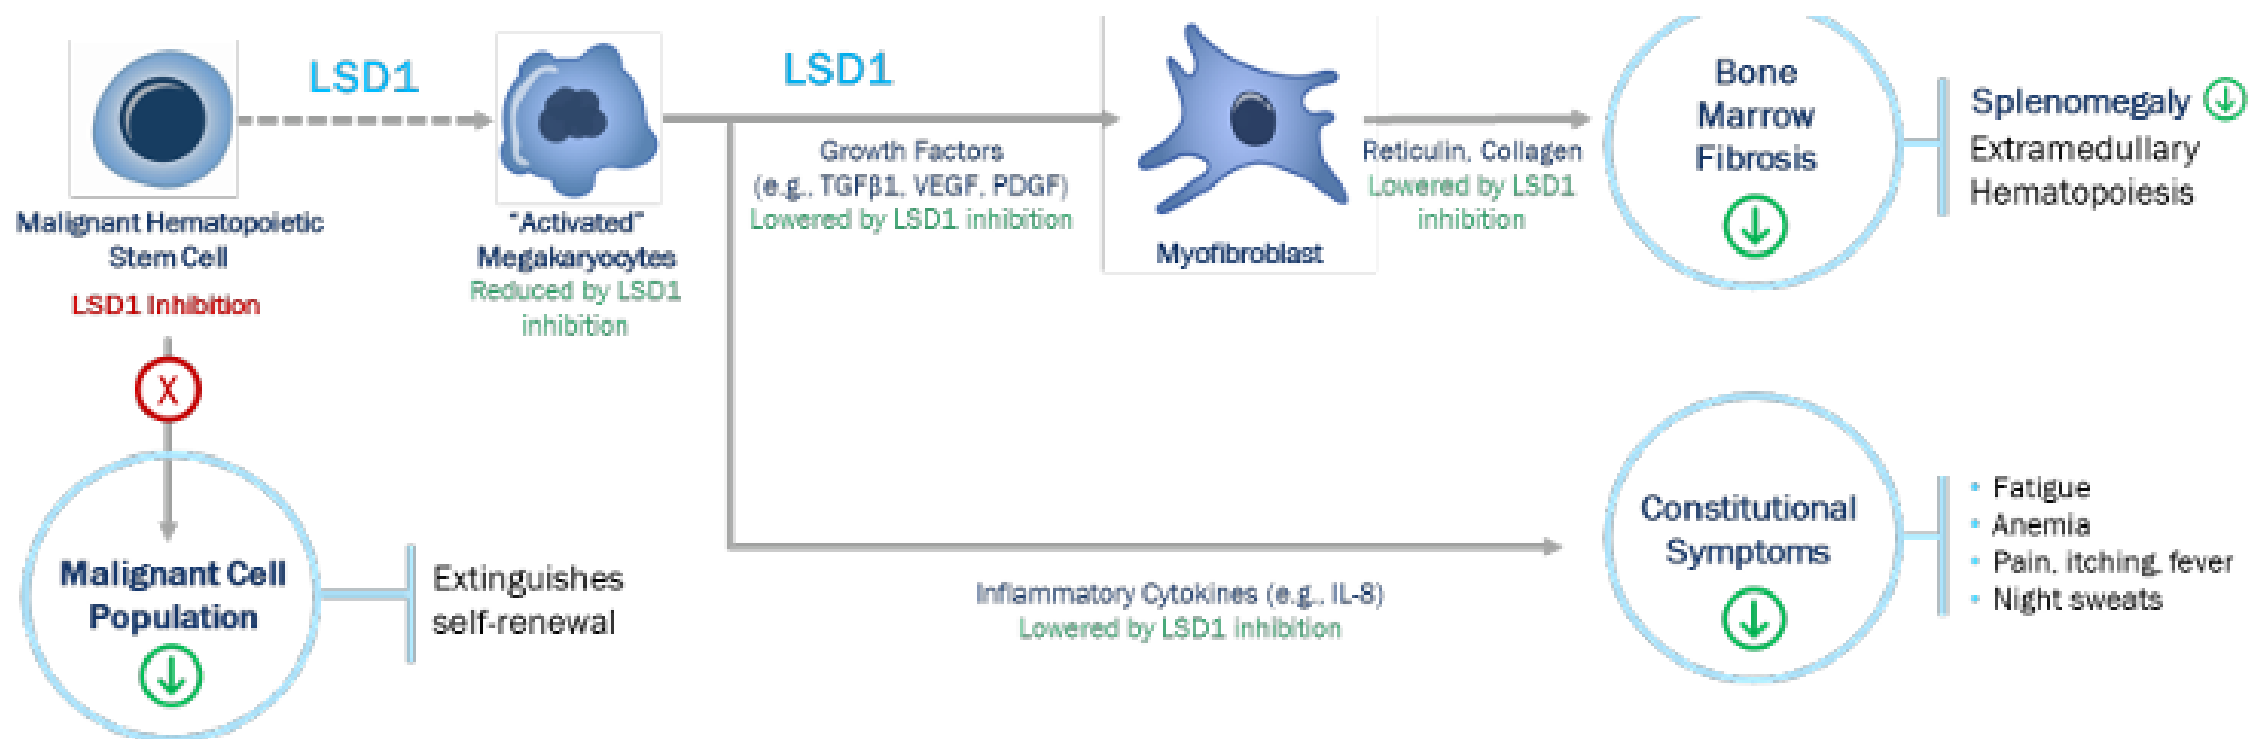 LSD1
Malignant Hematopoietic
Stem Cell
LSD1 Inhibition
X
Malignant Cell
Population
Extinguishes
self-renewal
"Activated"
Megakaryocytes
Reduced by LSD1
inhibition
LSD1
Growth Factors
(e.g., TGFβ1, VEGF, PDGF)
Lowered by LSD1 inhibition
Myofibroblast
Reticulin, Collagen
Lowered by LSD1
inhibition
Bone
Marrow
Fibrosis
Splenomegaly
Extramedullary
Hematopoiesis
Inflammatory Cytokines (e.g., IL-8)
Lowered by LSD1 inhibition
Constitutional
Symptoms
• Fatigue
• Anemia
• Pain, itching, fever
• Night sweats